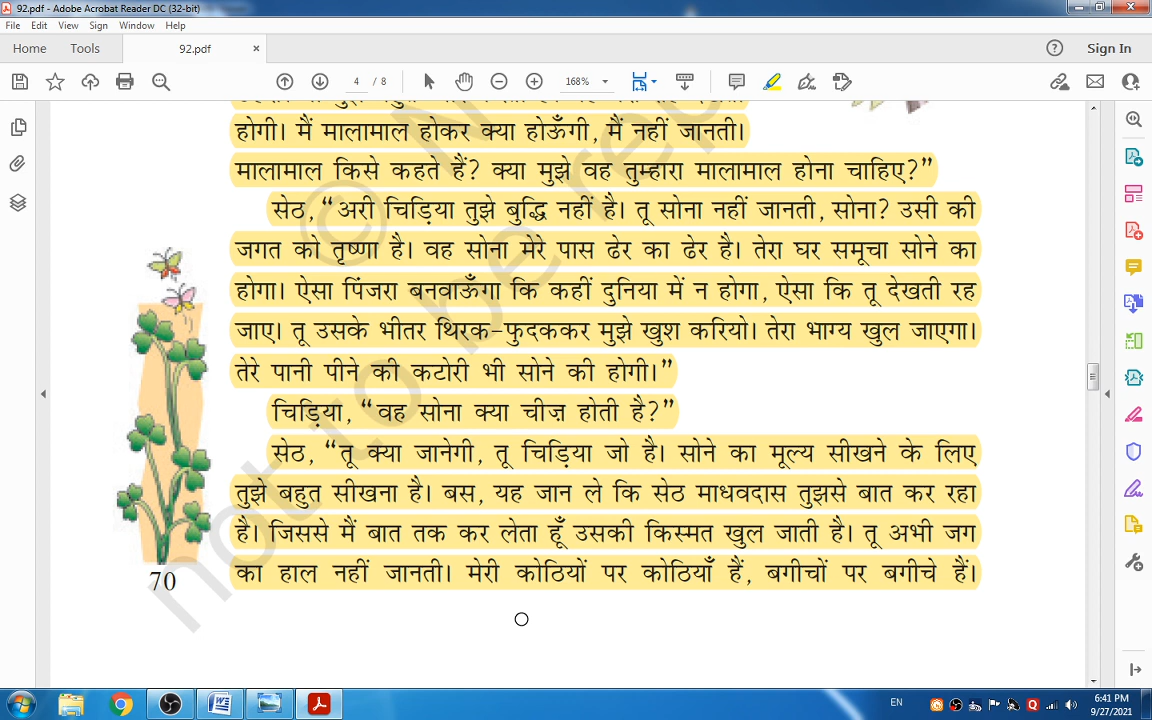 92.pdf - Adobe Acrobat Reader DC (32-bit)
File Edit View Sign Window Help
Home Tools 92.pdf × Sign In
4 / 8 168%
होगी। मैं मालामाल होकर क्या होऊँगी, मैं नहीं जानती।
मालामाल किसे कहते हैं? क्या मुझे वह तुम्हारा मालामाल होना चाहिए?”
सेठ, “अरी चिड़िया तुझे बुद्धि नहीं है। तू सोना नहीं जानती, सोना? उसी की
जगत को तृष्णा है। वह सोना मेरे पास ढेर का ढेर है। तेरा घर समूचा सोने का
होगा। ऐसा पिंजरा बनवाऊँगा कि कहीं दुनिया में न होगा, ऐसा कि तू देखती रह
जाए। तू उसके भीतर थिरक-फुदककर मुझे खुश करियो। तेरा भाग्य खुल जाएगा।
तेरे पानी पीने की कटोरी भी सोने की होगी।”
चिड़िया, “वह सोना क्या चीज़ होती है?”
सेठ, “तू क्या जानेगी, तू चिड़िया जो है। सोने का मूल्य सीखने के लिए
तुझे बहुत सीखना है। बस, यह जान ले कि सेठ माधवदास तुझसे बात कर रहा
है। जिससे मैं बात तक कर लेता हूँ उसकी किस्मत खुल जाती है। तू अभी जग
का हाल नहीं जानती। मेरी कोठियों पर कोठियाँ हैं, बगीचों पर बगीचे हैं।
70
not to be rep
© N
EN
6:41 PM
9/27/2021